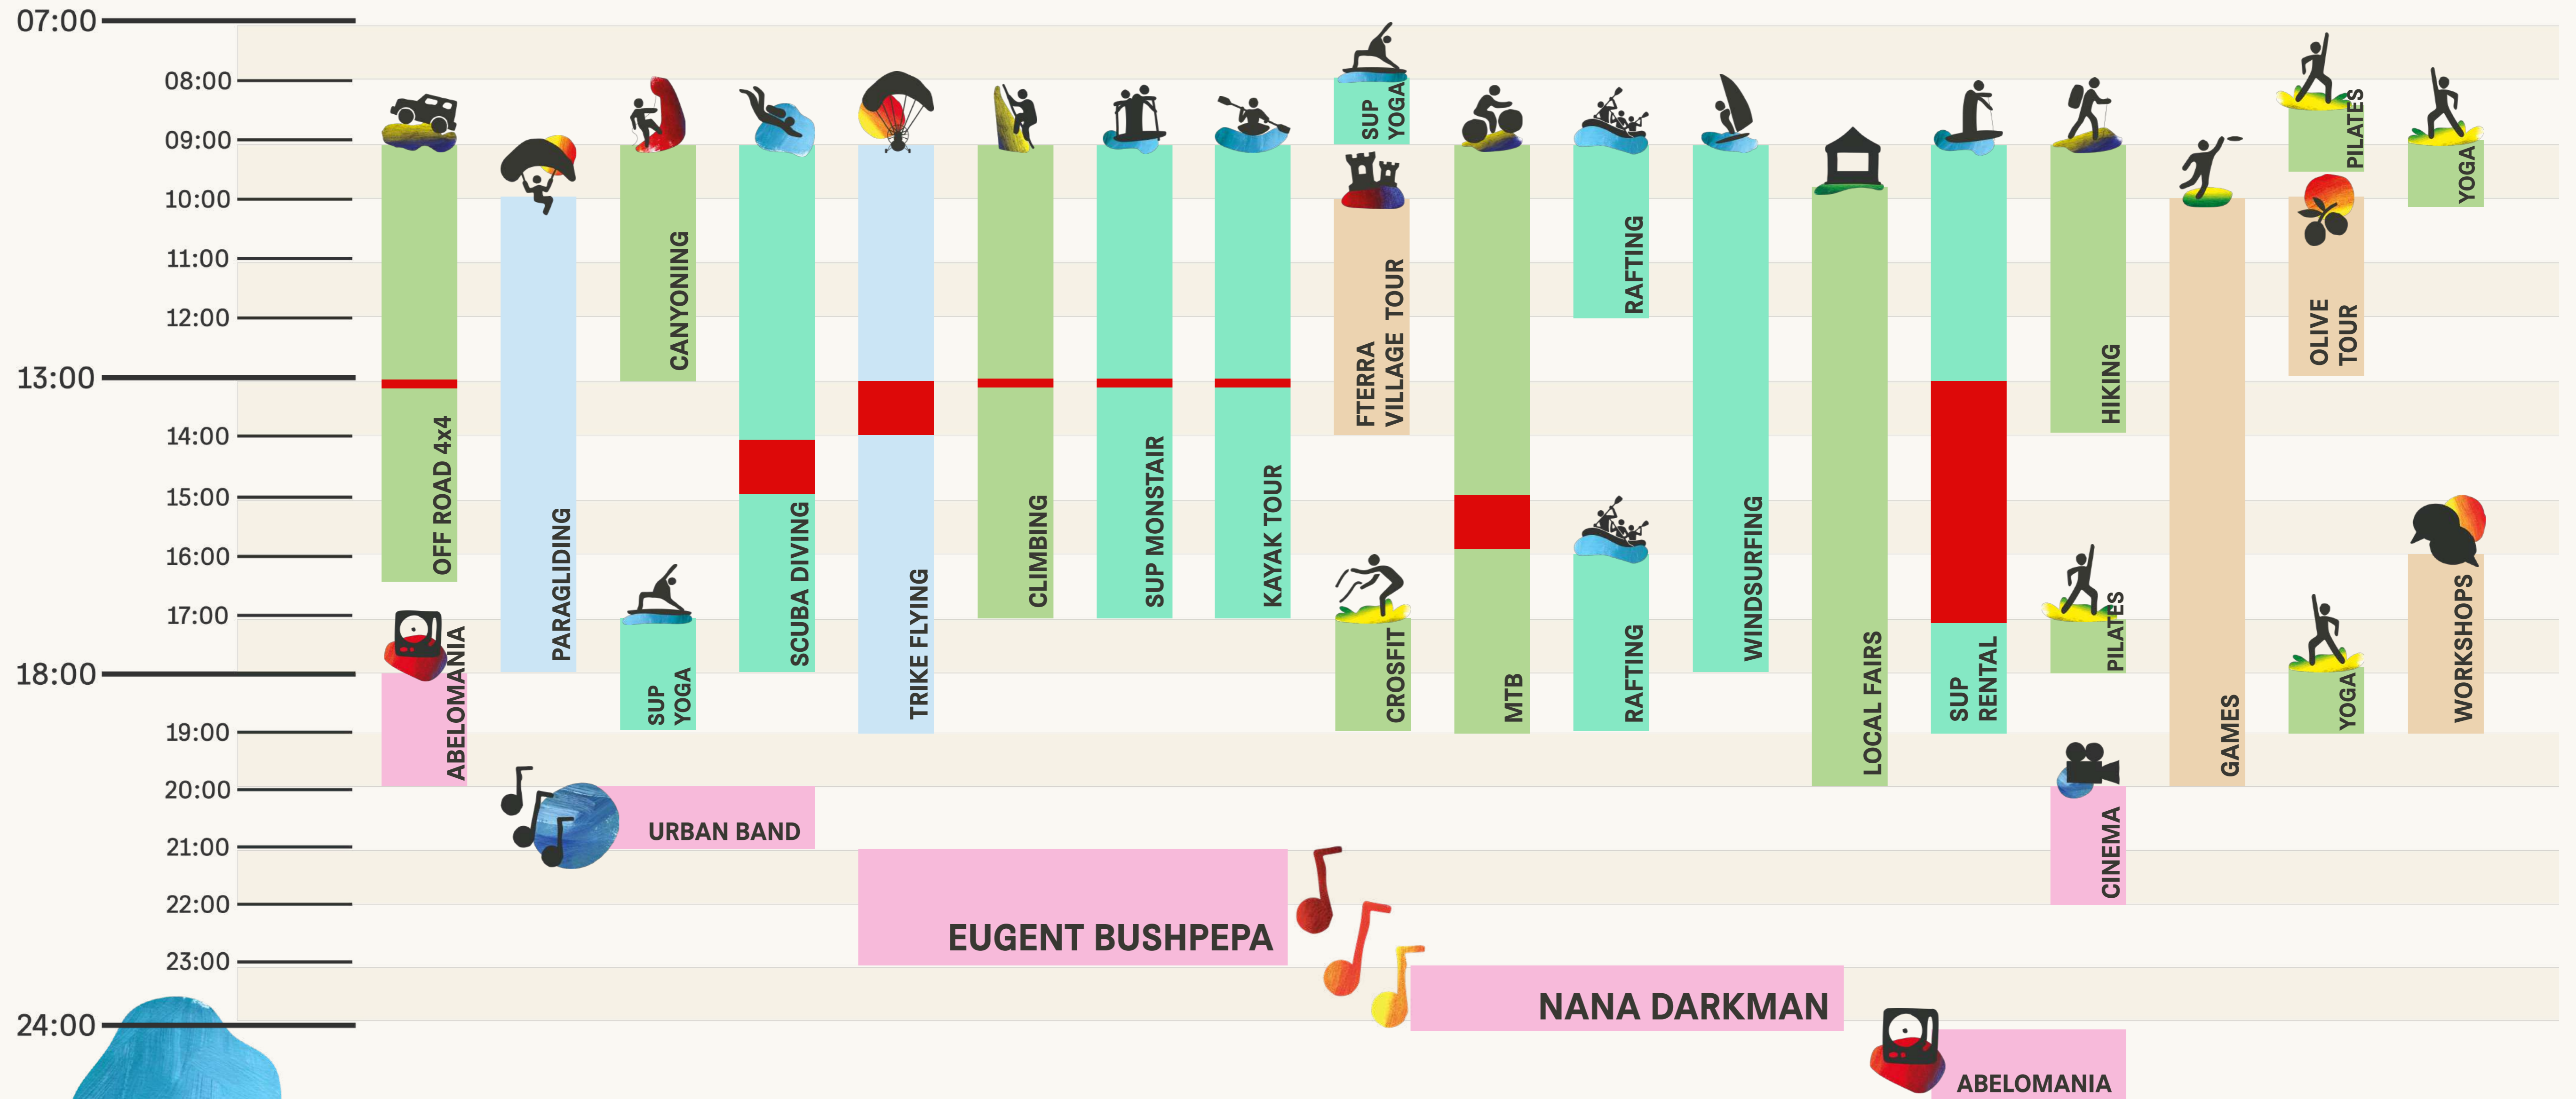 07:00
08:00
09:00
10:00
11:00
12:00
13:00
14:00
15:00
16:00
17:00
18:00
19:00
20:00
21:00
22:00
23:00
24:00
OFF ROAD 4x4
ABELOMANIA
PARAGLIDING
CANYONING
SUP
YOGA
SCUBA DIVING
TRIKE FLYING
CLIMBING
SUP MONSTAIR
KAYAK TOUR
SUP
YOGA
FTERRA
VILLAGE TOUR
CROSFIT
MTB
RAFTING
RAFTING
WINDSURFING
LOCAL FAIRS
SUP
RENTAL
HIKING
PILATES
CINEMA
GAMES
PILATES
OLIVE
TOUR
YOGA
YOGA
WORKSHOPS
URBAN BAND
EUGENT BUSHPEPA
NANA DARKMAN
ABELOMANIA